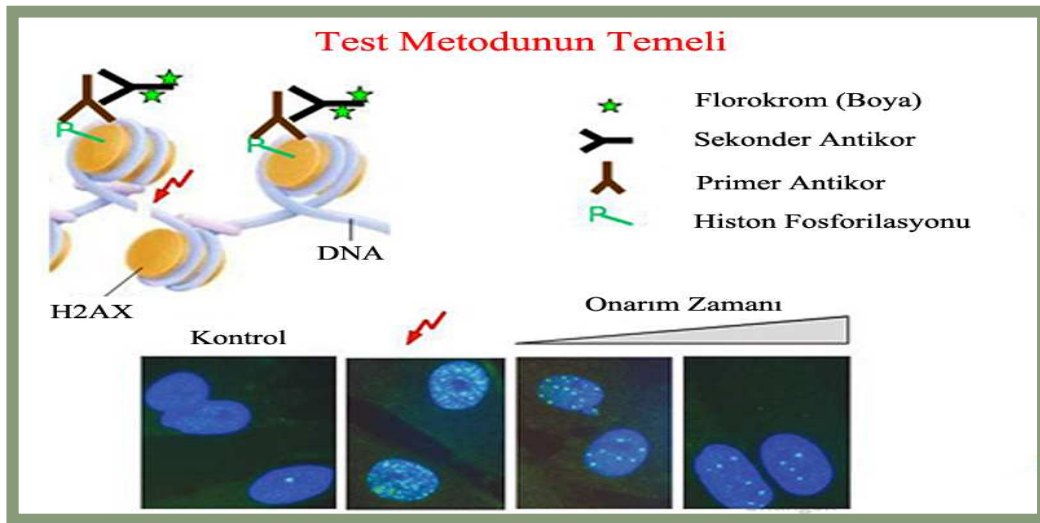 Test Metodunun Temeli
Florokrom (Boya)
Sekonder Antikor
Primer Antikor
Histon Fosforilasyonu
DNA
H2AX
Kontrol
Onarım Zamanı